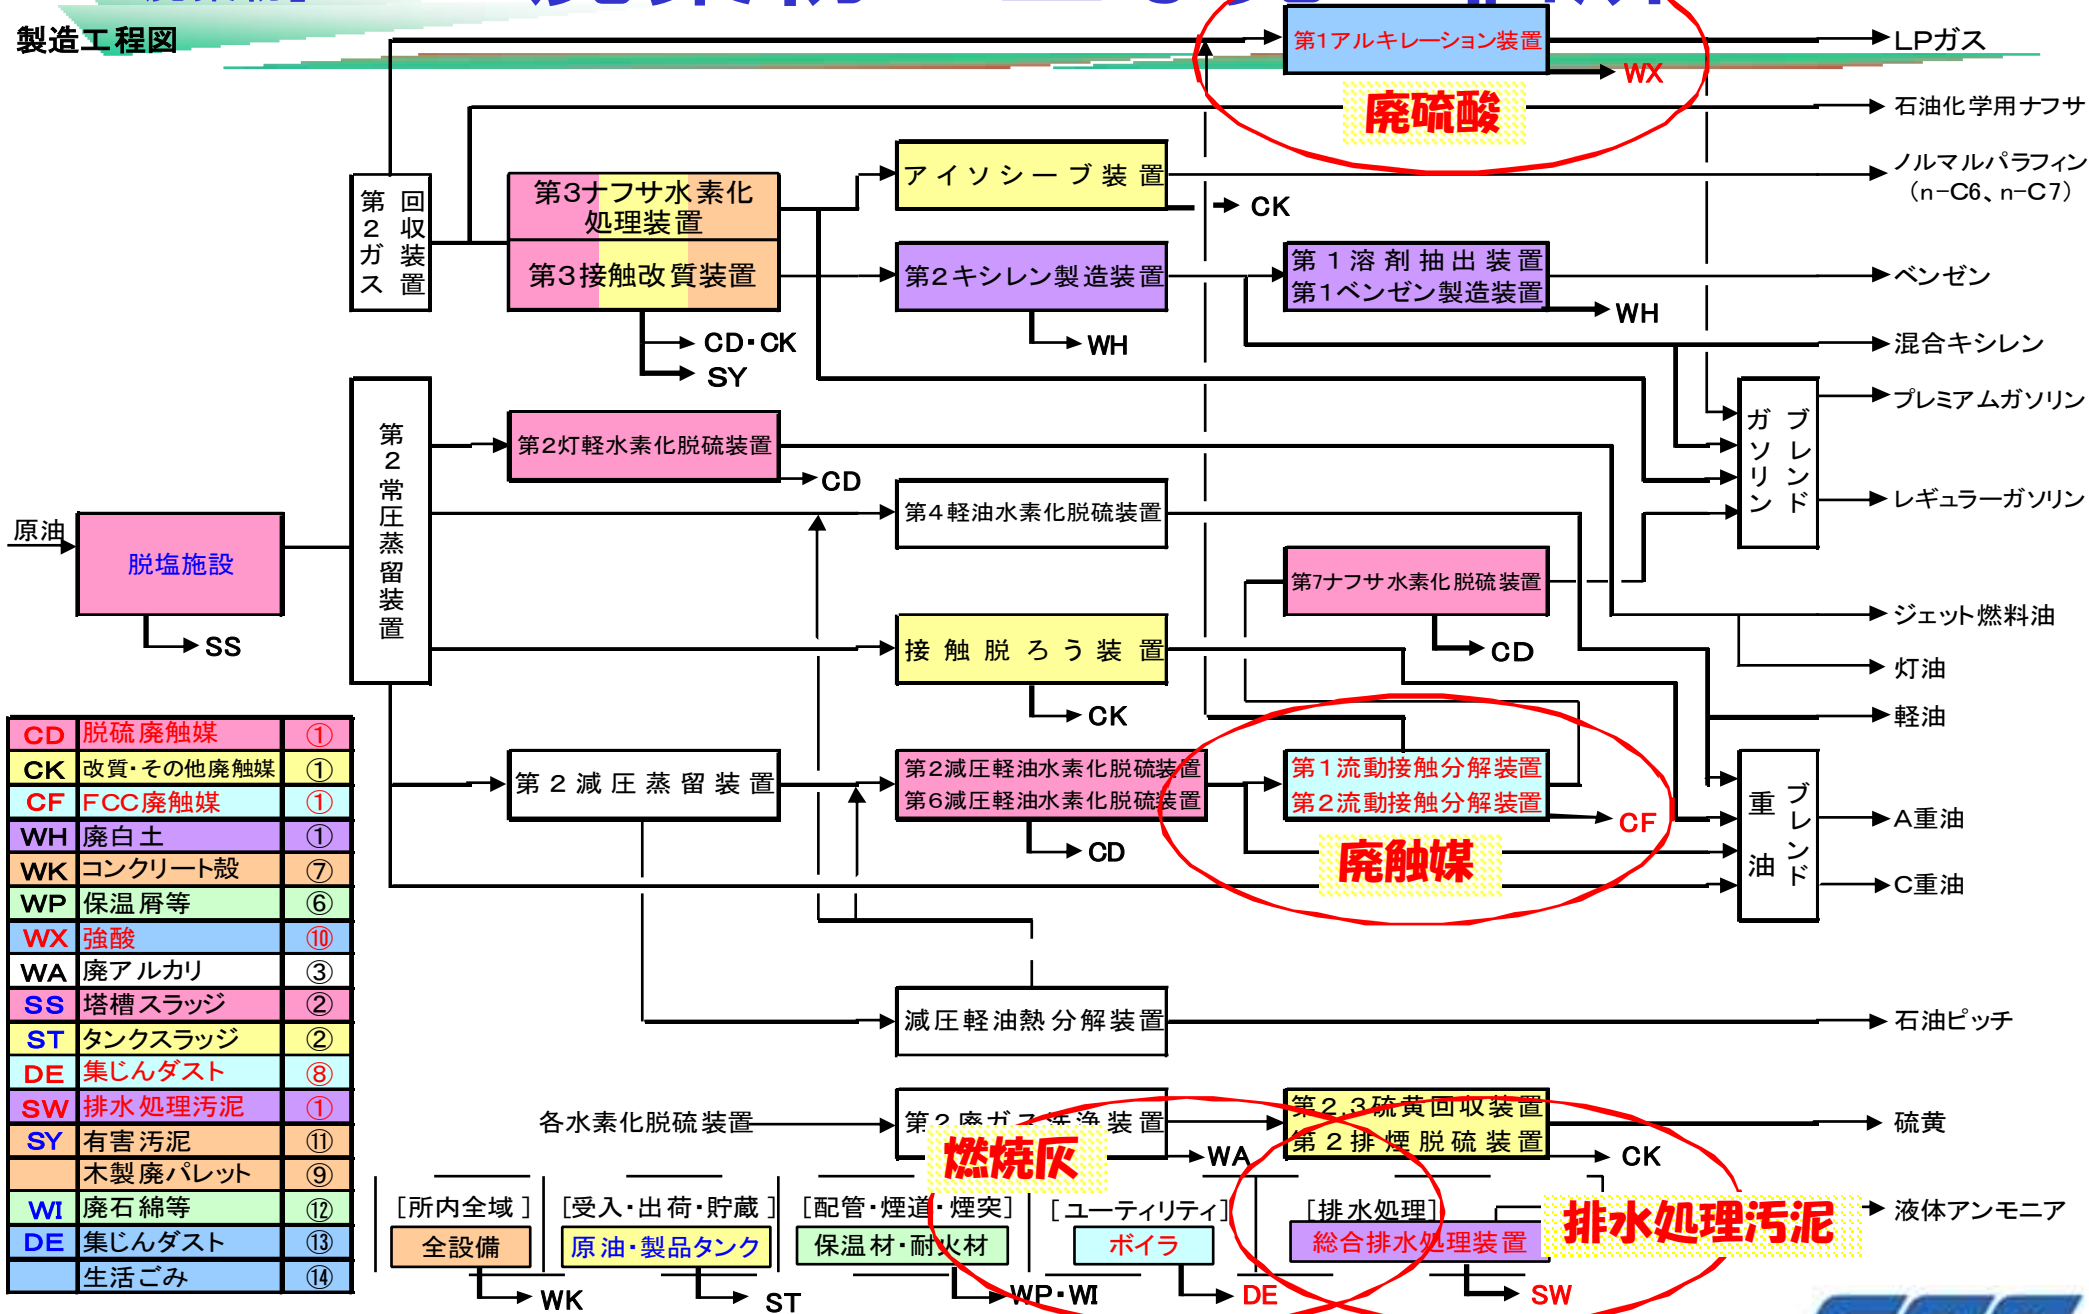 製造工程図
第1アルキレーション装置
LPガス
WX
廃硫酸
石油化学用ナフサ
第2ガス回収装置
第3ナフサ水素化
処理装置
アイソシーブ装置
ノルマルパラフィン
(n-C6、n-C7)
CK
第3接触改質装置
第2キシレン製造装置
第1溶剤抽出装置
第1ベンゼン製造装置
ベンゼン
WH
CD・CK
WH
混合キシレン
SY
プレミアムガソリン
第2常圧蒸留装置
第2灯軽水素化脱硫装置
CD
ガソリンブレンド
第4軽油水素化脱硫装置
レギュラーガソリン
原油
脱塩施設
第7ナフサ水素化脱硫装置
SS
接触脱ろう装置
CD
ジェット燃料油
灯油
CK
軽油
第2減圧蒸留装置
第2減圧軽油水素化脱硫装置
第6減圧軽油水素化脱硫装置
第1流動接触分解装置
第2流動接触分解装置
CF
CD
廃触媒
重油ブレンド
A重油
C重油
減圧軽油熱分解装置
石油ピッチ
CD 脱硫廃触媒 ①
CK 改質・その他廃触媒 ①
CF FCC廃触媒 ①
WH 廃白土 ①
WK コンクリート殻 ⑦
WP 保温屑等 ⑥
WX 強酸 ⑩
WA 廃アルカリ ③
SS 塔槽スラッジ ②
ST タンクスラッジ ②
DE 集じんダスト ⑧
SW 排水処理汚泥 ①
SY 有害汚泥 ⑪
木製廃パレット ⑨
WI 廃石綿等 ⑫
DE 集じんダスト ⑬
生活ごみ ⑭
各水素化脱硫装置
第2廃ガス洗浄装置
第2,3硫黄回収装置
第2排煙脱硫装置
硫黄
燃焼灰
WA
CK
[所内全域]
[受入・出荷・貯蔵]
[配管・煙道・煙突]
[ユーティリティ]
[排水処理]
排水処理汚泥
液体アンモニア
全設備
原油・製品タンク
保温材・耐火材
ボイラ
総合排水処理装置
WK
ST
WP・WI
DE
SW